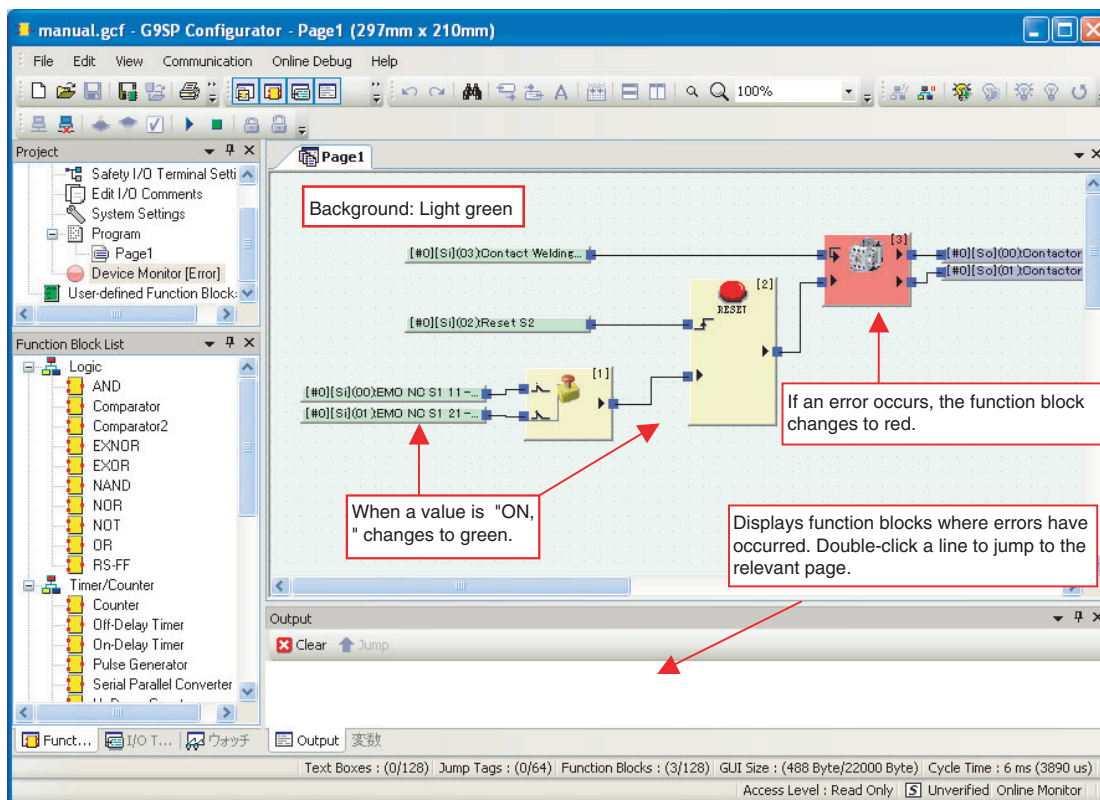 manual.gcf - G9SP Configurator - Page1 (297mm x 210mm)
File Edit View Communication Online Debug Help
100%
Project
Safety I/O Terminal Setti
Edit I/O Comments
System Settings
Program
Page1
Device Monitor [Error]
User-defined Function Block
Function Block List
Logic
AND
Comparator
Comparator2
EXNOR
EXOR
NAND
NOR
NOT
OR
RS-FF
Timer/Counter
Counter
Off-Delay Timer
On-Delay Timer
Pulse Generator
Serial Parallel Converter
Funct... I/O T... ウォッチ
Page1
Background: Light green
[#0][Si](03):Contact Welding...
[3]
[#0][So](00):Contactor
[#0][So](01):Contactor
[2]
RESET
[#0][Si](02):Reset S2
[1]
[#0][Si](00):EMO NC S1 11-...
[#0][Si](01):EMO NC S1 21-...
If an error occurs, the function block
changes to red.
When a value is "ON,
" changes to green.
Displays function blocks where errors have
occurred. Double-click a line to jump to the
relevant page.
Output
Clear Jump
Output 変数
Text Boxes : (0/128) Jump Tags : (0/64) Function Blocks : (3/128) GUI Size : (488 Byte/22000 Byte) Cycle Time : 6 ms (3890 us)
Access Level : Read Only S Unverified Online Monitor